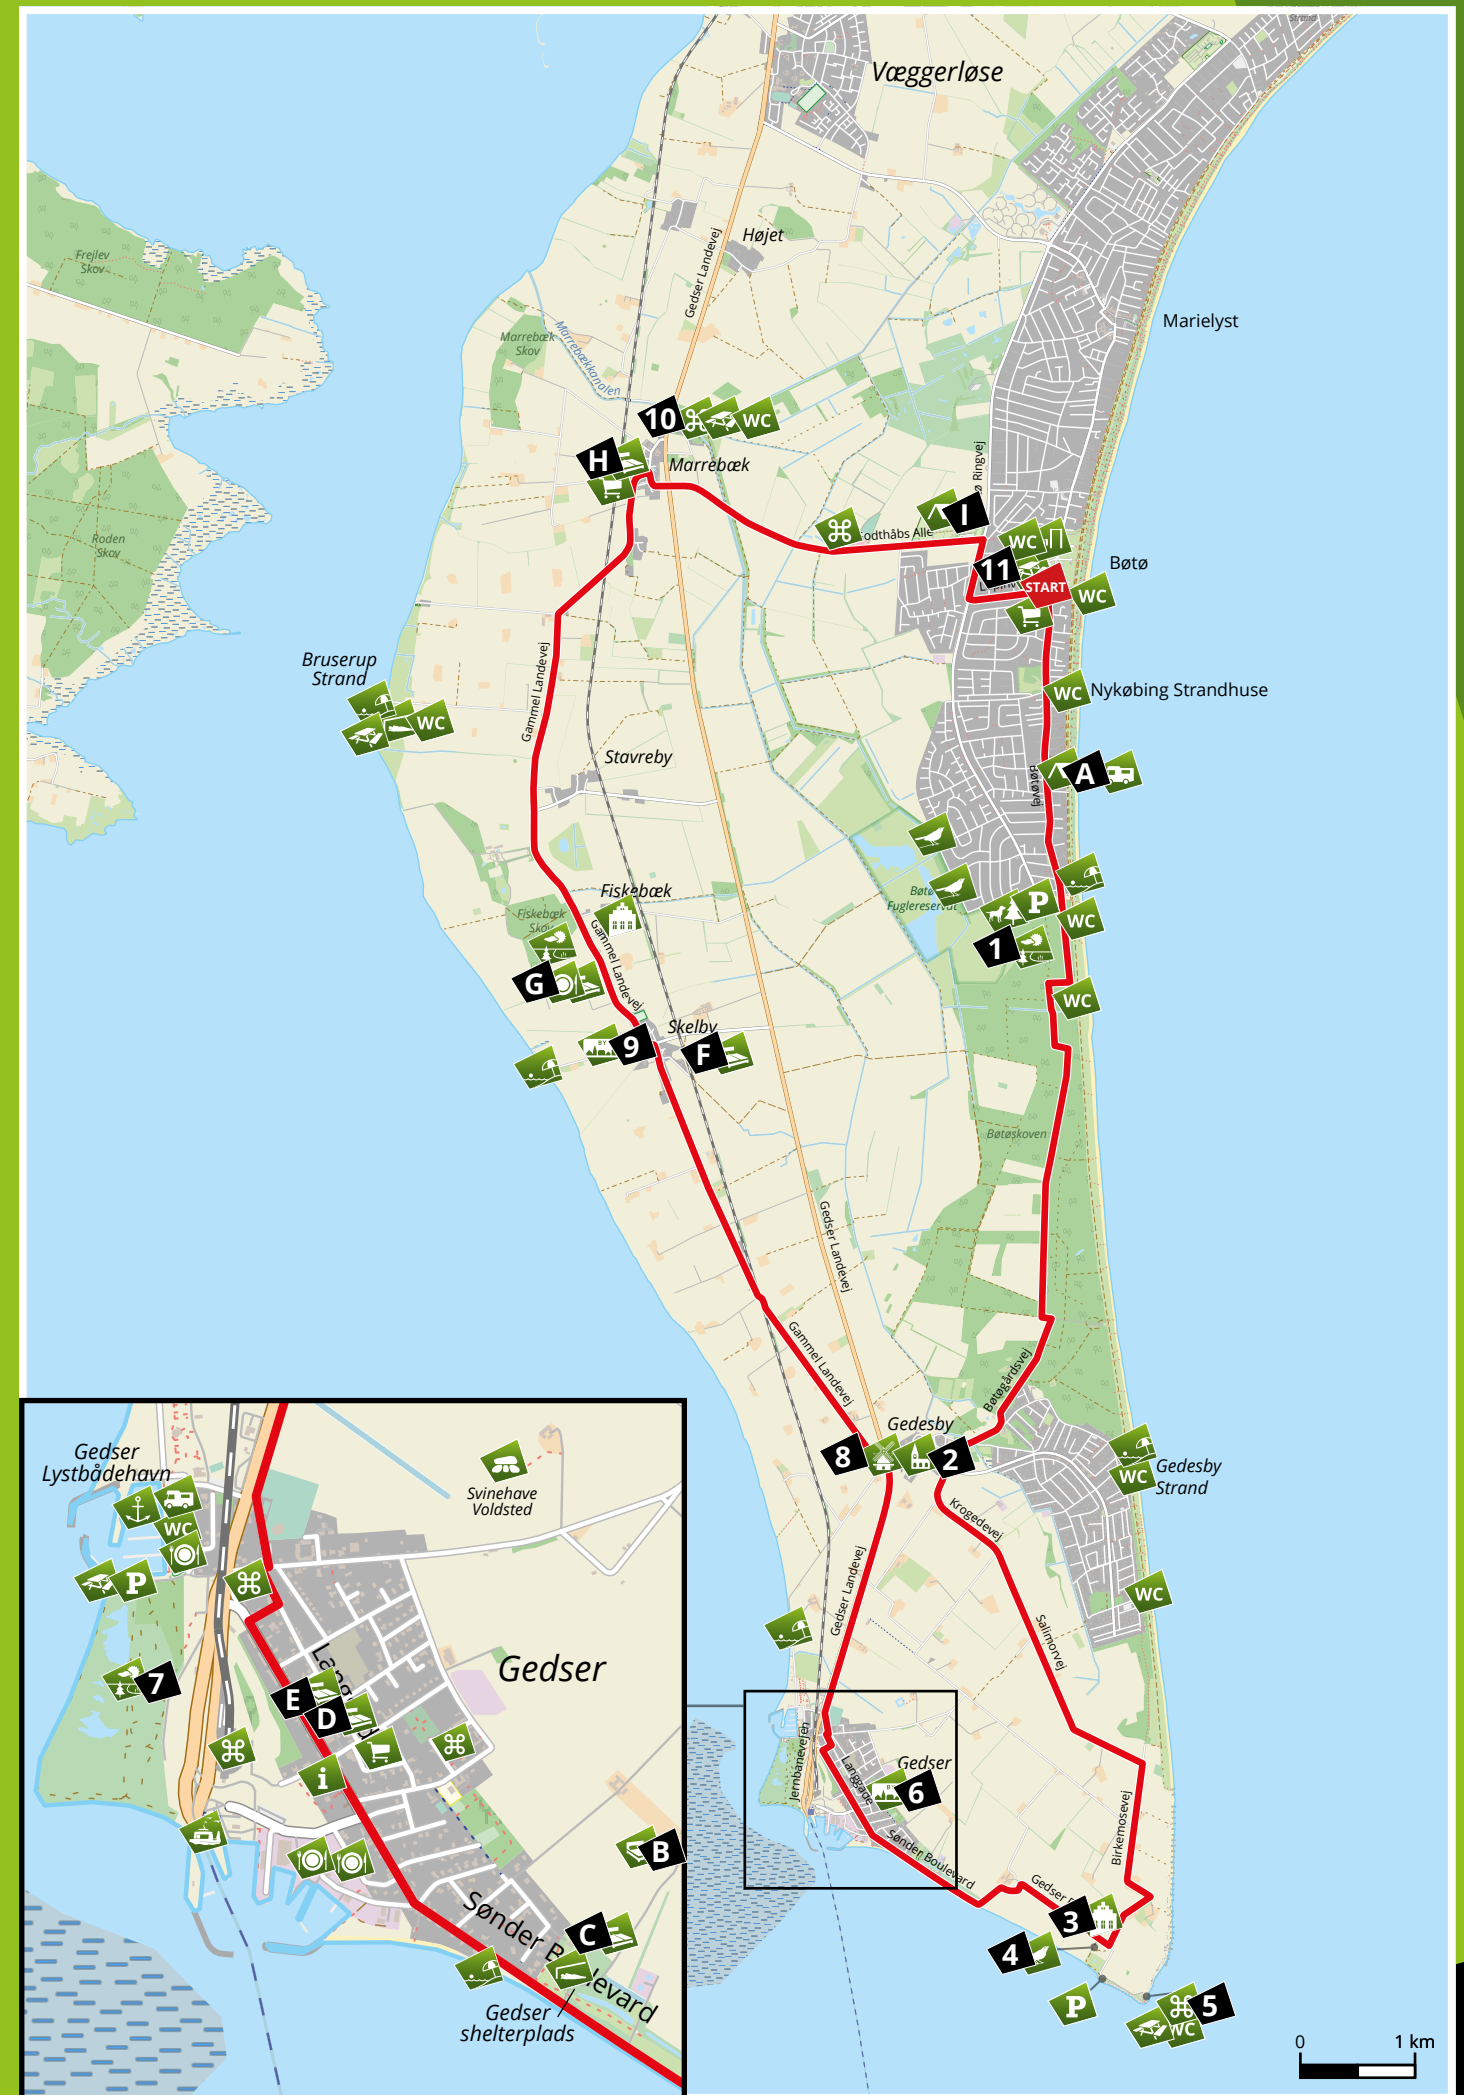 Strand
Væggerløse
Højet
Gedser Landevej
Frejlev
Skov
Marielyst
Marrebæk
Skov
Marrebækkanalen
10
WC
H
Marrebæk
ø Ringvej
I
odthåbs Allé
WC
11
START
Bøtø
WC
Roden
Skov
Bruserup
Strand
WC
Gammel Landevej
WC
Nykøbing Strandhuse
Stavreby
A
Bøtøvej
Fiskebæk
Fiskebæk
Skov
Bøtø
Fuglereservat
P
WC
1
G
Gammel Landevej
WC
Skelby
9
F
Bøtøskoven
Gedser Landevej
Gammel Landevej
Bøtøgårdsvej
Gedesby
8
2
Gedesby
Strand
WC
Krogedevej
Gedser Landevej
WC
Salimorvej
Jernbanevejen
Langgade
Gedser
6
Birkemosevej
Sønder Boulevard
Gedser
3
4
P
5
WC
0
1 km
Gedser
Lystbådehavn
WC
P
Svinehave
Voldsted
7
Gedser
E
D
i
B
C
Gedser
shelterplads